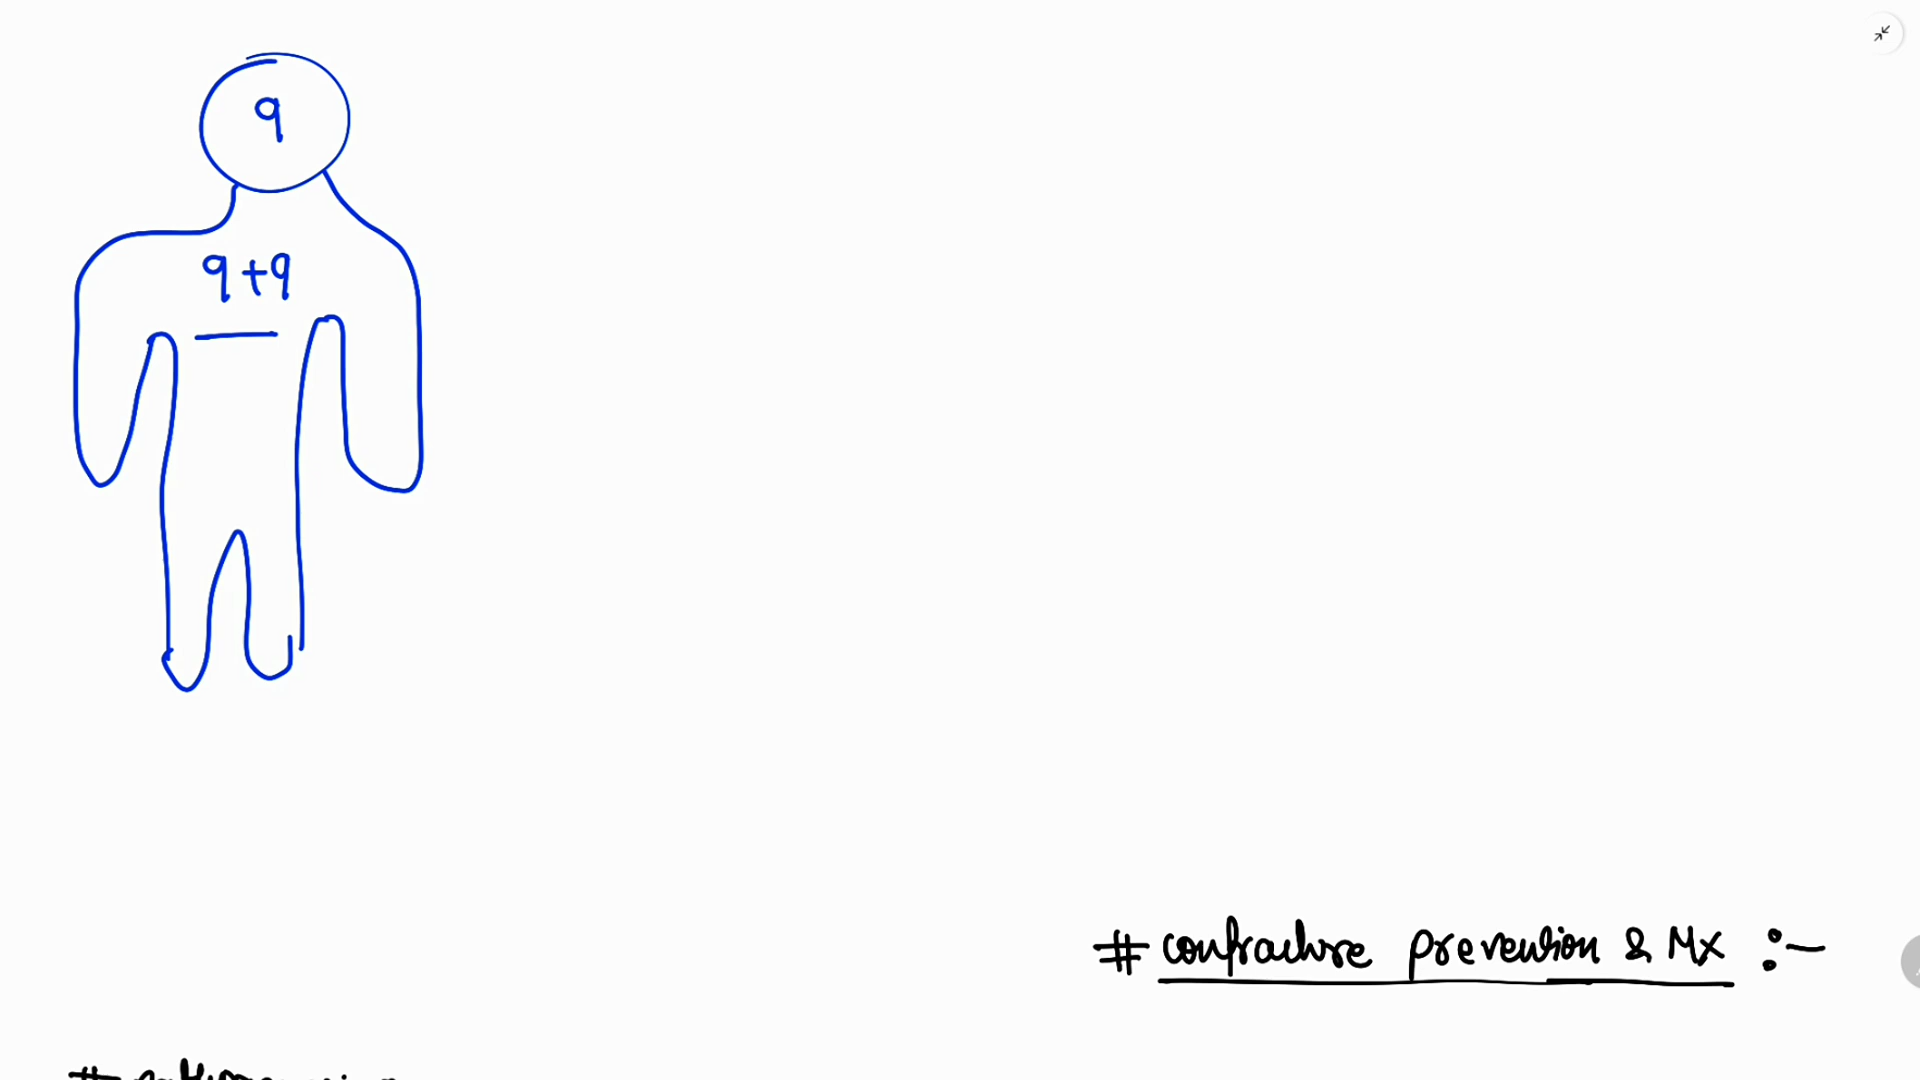 9
9+9
# contracture prevention & Mx :-